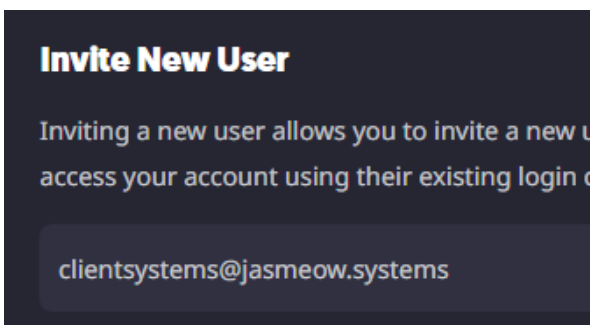 Invite New User
Inviting a new user allows you to invite a new
access your account using their existing login
clientsystems@jasmeow.systems